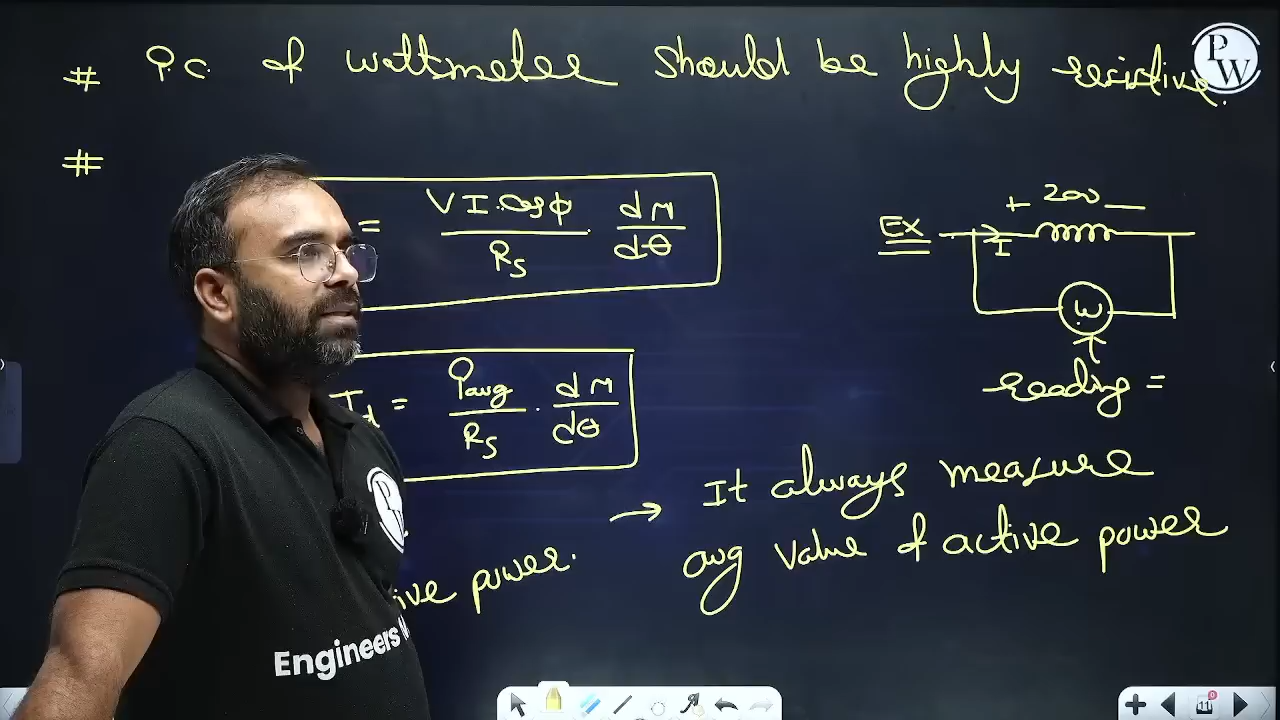 # P.C. of wattmeter should be highly resistive.
PW
#
= VI.Cosφ / Rs dM / dθ
Td = Pavg / Rs . dM / dθ
EX + 200 —
I
W
reading =
→ It always measure
avg value of active power
ive power.
Engineers W
11